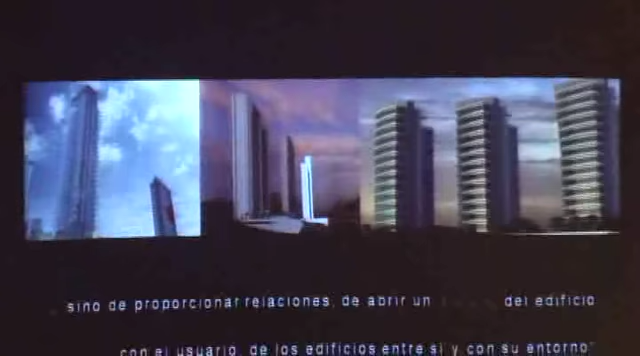 sino de proporcionar relaciones, de abrir un del edificio
con el usuario, de los edificios entre si y con su entorno"